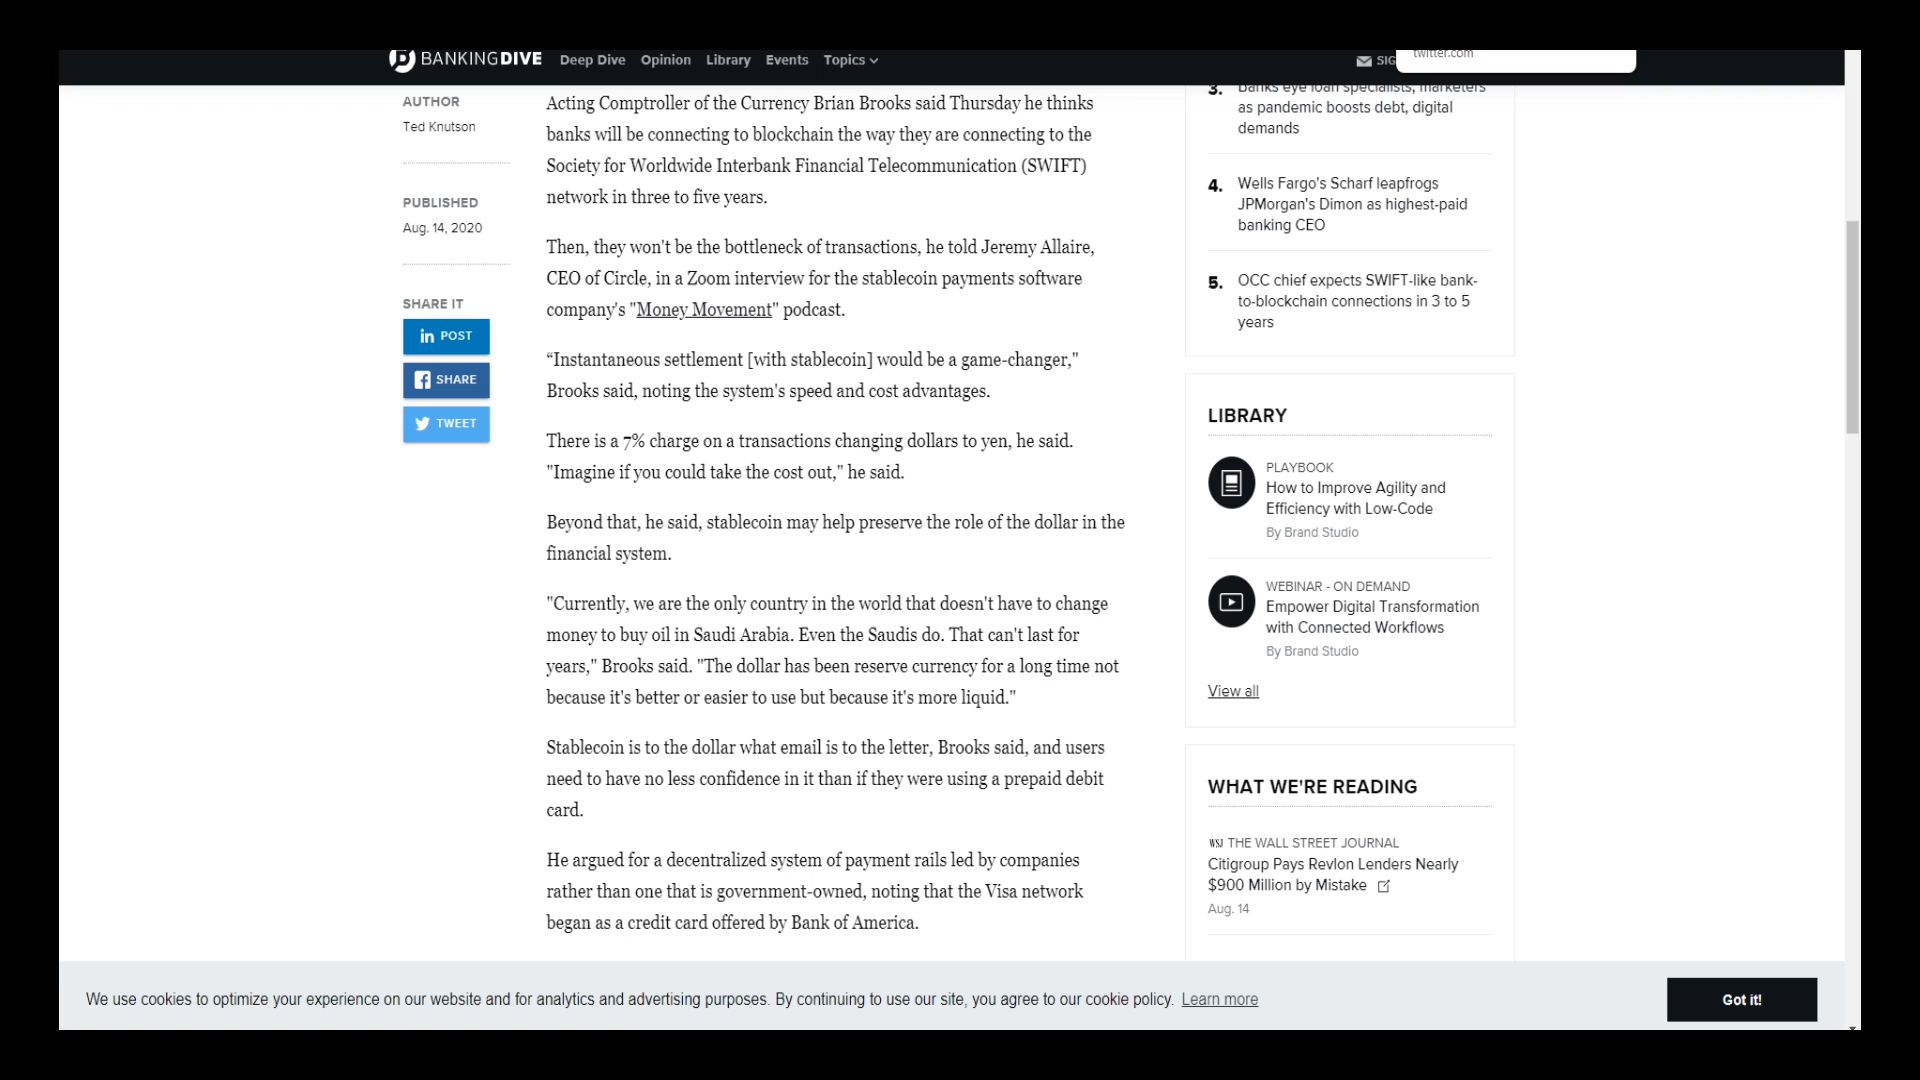 BANKINGDIVE Deep Dive Opinion Library Events Topics
SIG
twitter.com
AUTHOR
Ted Knutson
PUBLISHED
Aug. 14, 2020
SHARE IT
in POST
SHARE
TWEET
Acting Comptroller of the Currency Brian Brooks said Thursday he thinks
banks will be connecting to blockchain the way they are connecting to the
Society for Worldwide Interbank Financial Telecommunication (SWIFT)
network in three to five years.
Then, they won't be the bottleneck of transactions, he told Jeremy Allaire,
CEO of Circle, in a Zoom interview for the stablecoin payments software
company's "Money Movement" podcast.
“Instantaneous settlement [with stablecoin] would be a game-changer,"
Brooks said, noting the system's speed and cost advantages.
There is a 7% charge on a transactions changing dollars to yen, he said.
"Imagine if you could take the cost out," he said.
Beyond that, he said, stablecoin may help preserve the role of the dollar in the
financial system.
"Currently, we are the only country in the world that doesn't have to change
money to buy oil in Saudi Arabia. Even the Saudis do. That can't last for
years," Brooks said. "The dollar has been reserve currency for a long time not
because it's better or easier to use but because it's more liquid."
Stablecoin is to the dollar what email is to the letter, Brooks said, and users
need to have no less confidence in it than if they were using a prepaid debit
card.
He argued for a decentralized system of payment rails led by companies
rather than one that is government-owned, noting that the Visa network
began as a credit card offered by Bank of America.
3. Banks eye loan specialists, marketers
as pandemic boosts debt, digital
demands
4. Wells Fargo's Scharf leapfrogs
JPMorgan's Dimon as highest-paid
banking CEO
5. OCC chief expects SWIFT-like bank-
to-blockchain connections in 3 to 5
years
LIBRARY
PLAYBOOK
How to Improve Agility and
Efficiency with Low-Code
By Brand Studio
WEBINAR - ON DEMAND
Empower Digital Transformation
with Connected Workflows
By Brand Studio
View all
WHAT WE'RE READING
WSJ THE WALL STREET JOURNAL
Citigroup Pays Revlon Lenders Nearly
$900 Million by Mistake
Aug. 14
We use cookies to optimize your experience on our website and for analytics and advertising purposes. By continuing to use our site, you agree to our cookie policy. Learn more
Got it!